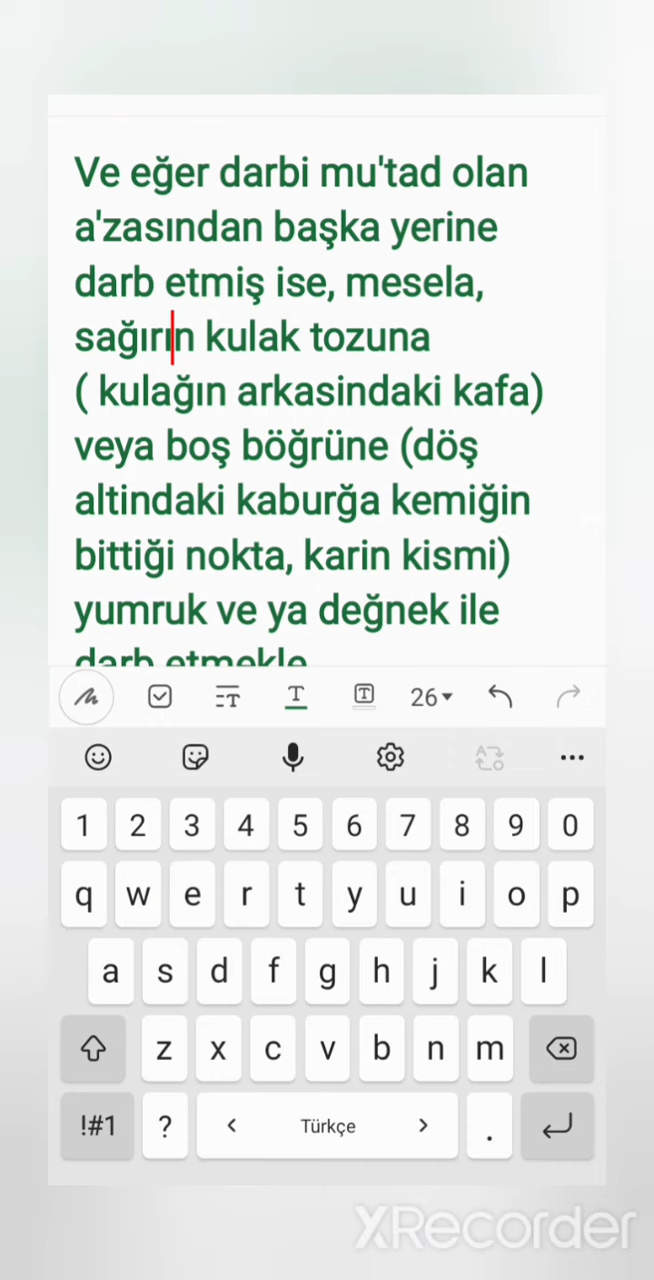 Ve eğer darbi mu'tad olan
a'zasından başka yerine
darb etmiş ise, mesela,
sağırın kulak tozuna
( kulağın arkasindaki kafa)
veya boş böğrüne (döş
altindaki kaburğa kemiğin
bittiği nokta, karin kismi)
yumruk ve ya değnek ile
darb etmekle
T T T 26
1 2 3 4 5 6 7 8 9 0
q w e r t y u i o p
a s d f g h j k l
z x c v b n m
!#1 ? < Türkçe > .
XRecorder